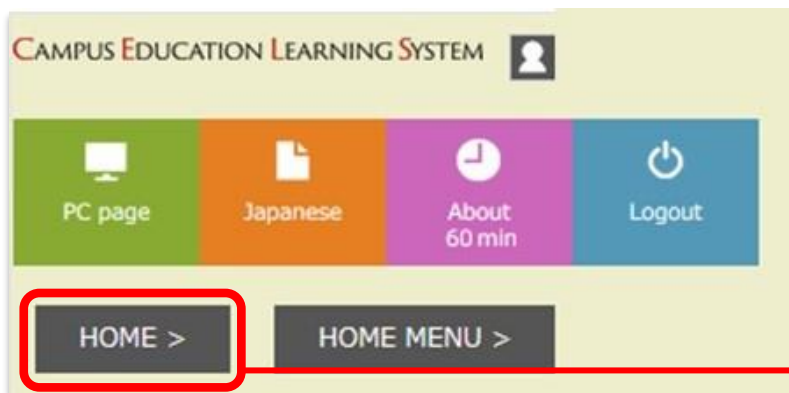 CAMPUS EDUCATION LEARNING SYSTEM
PC page
Japanese
About
60 min
Logout
HOME >
HOME MENU >